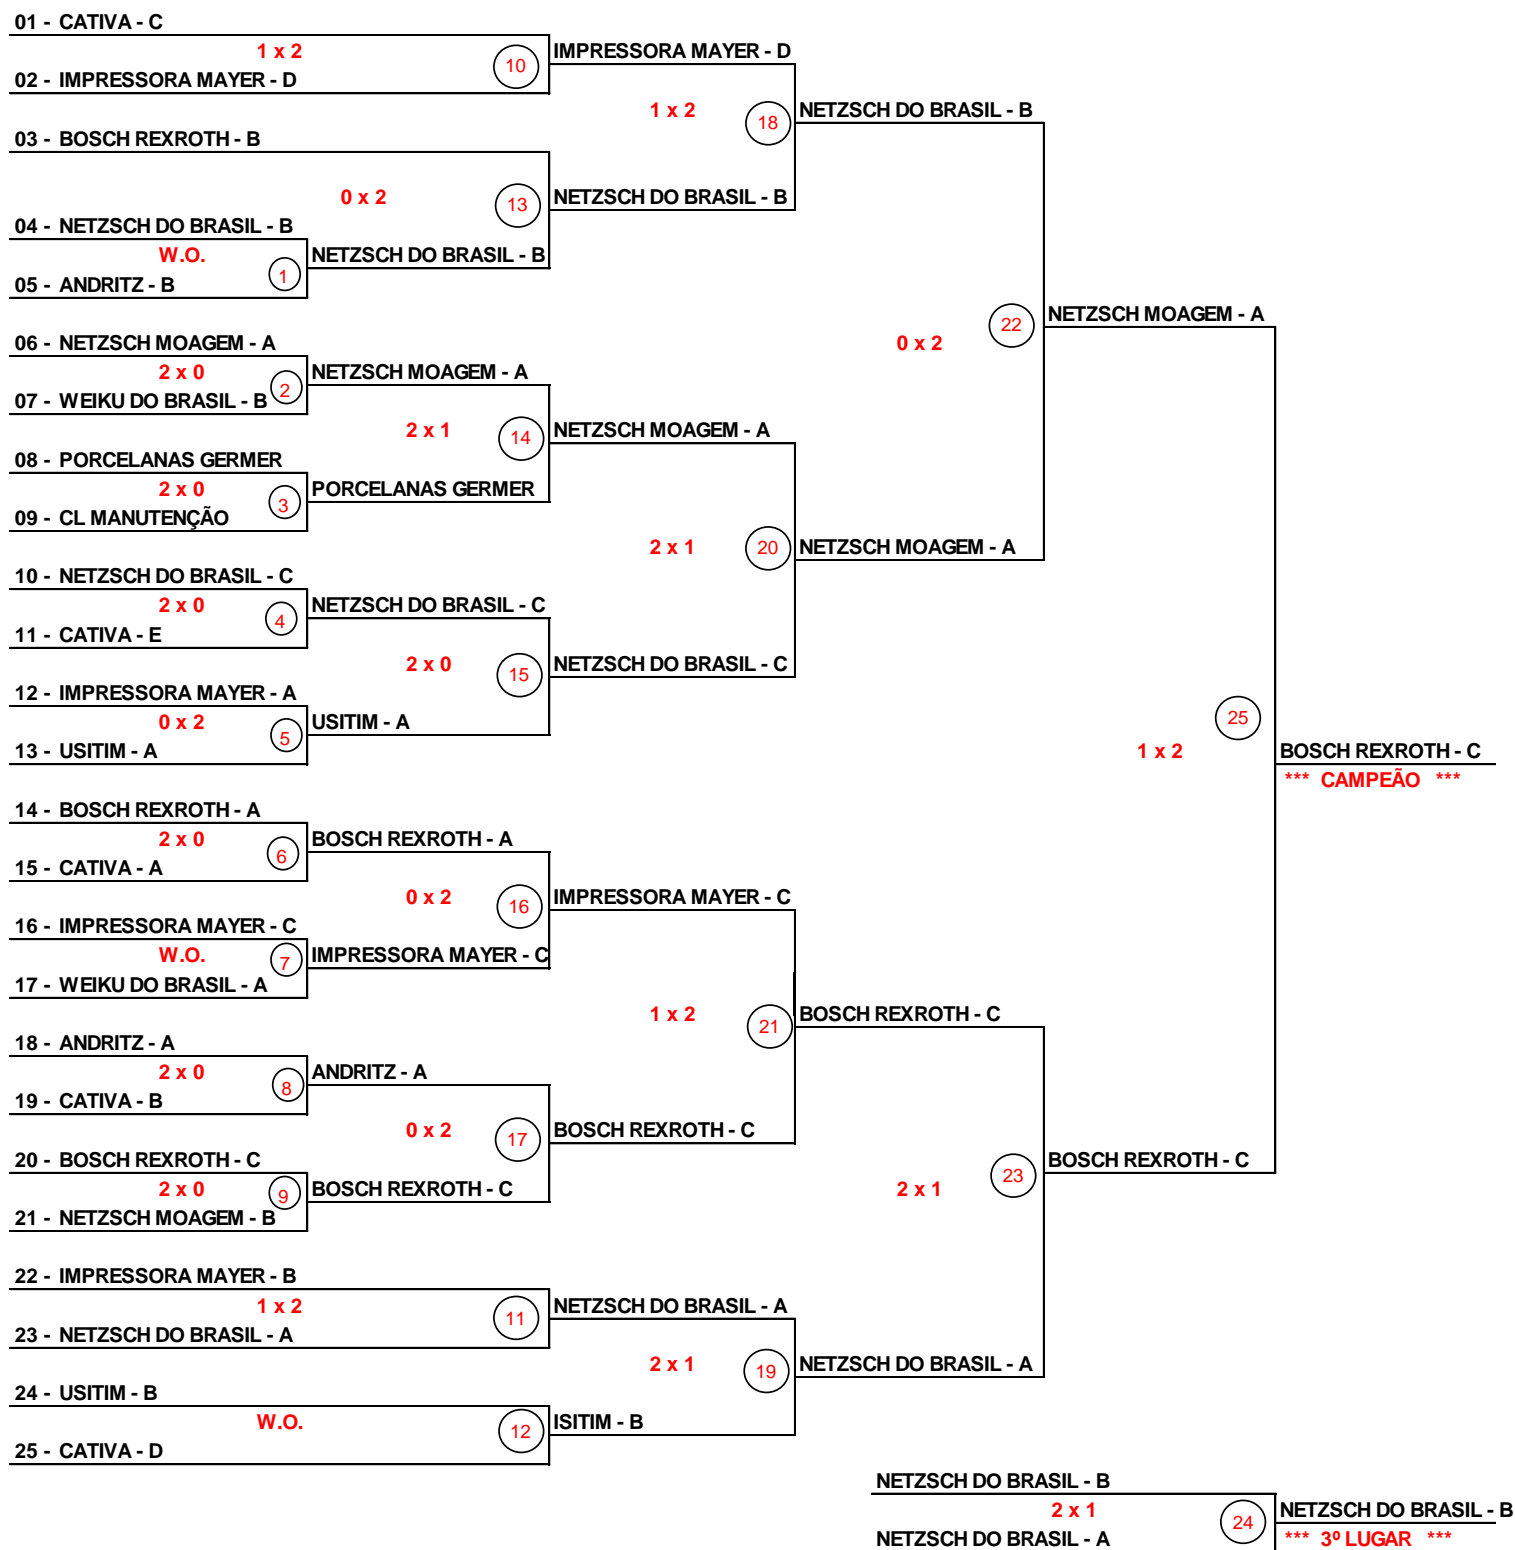 01 - CATIVA - C
1 x 2
10
IMPRESSORA MAYER - D
02 - IMPRESSORA MAYER - D
1 x 2
18
NETZSCH DO BRASIL - B
03 - BOSCH REXROTH - B
0 x 2
13
NETZSCH DO BRASIL - B
04 - NETZSCH DO BRASIL - B
W.O.
1
NETZSCH DO BRASIL - B
05 - ANDRITZ - B
22
NETZSCH MOAGEM - A
0 x 2
06 - NETZSCH MOAGEM - A
2 x 0
2
NETZSCH MOAGEM - A
07 - WEIKU DO BRASIL - B
2 x 1
14
NETZSCH MOAGEM - A
08 - PORCELANAS GERMER
2 x 0
3
PORCELANAS GERMER
09 - CL MANUTENÇÃO
2 x 1
20
NETZSCH MOAGEM - A
10 - NETZSCH DO BRASIL - C
2 x 0
4
NETZSCH DO BRASIL - C
11 - CATIVA - E
2 x 0
15
NETZSCH DO BRASIL - C
12 - IMPRESSORA MAYER - A
0 x 2
5
USITIM - A
13 - USITIM - A
25
1 x 2
BOSCH REXROTH - C
*** CAMPEÃO ***
14 - BOSCH REXROTH - A
2 x 0
6
BOSCH REXROTH - A
15 - CATIVA - A
0 x 2
16
IMPRESSORA MAYER - C
16 - IMPRESSORA MAYER - C
W.O.
7
IMPRESSORA MAYER - C
17 - WEIKU DO BRASIL - A
1 x 2
21
BOSCH REXROTH - C
18 - ANDRITZ - A
2 x 0
8
ANDRITZ - A
19 - CATIVA - B
0 x 2
17
BOSCH REXROTH - C
20 - BOSCH REXROTH - C
2 x 0
9
BOSCH REXROTH - C
21 - NETZSCH MOAGEM - B
2 x 1
23
BOSCH REXROTH - C
22 - IMPRESSORA MAYER - B
1 x 2
11
NETZSCH DO BRASIL - A
23 - NETZSCH DO BRASIL - A
2 x 1
19
NETZSCH DO BRASIL - A
24 - USITIM - B
W.O.
12
ISITIM - B
25 - CATIVA - D
NETZSCH DO BRASIL - B
2 x 1
24
NETZSCH DO BRASIL - B
NETZSCH DO BRASIL - A
*** 3º LUGAR ***